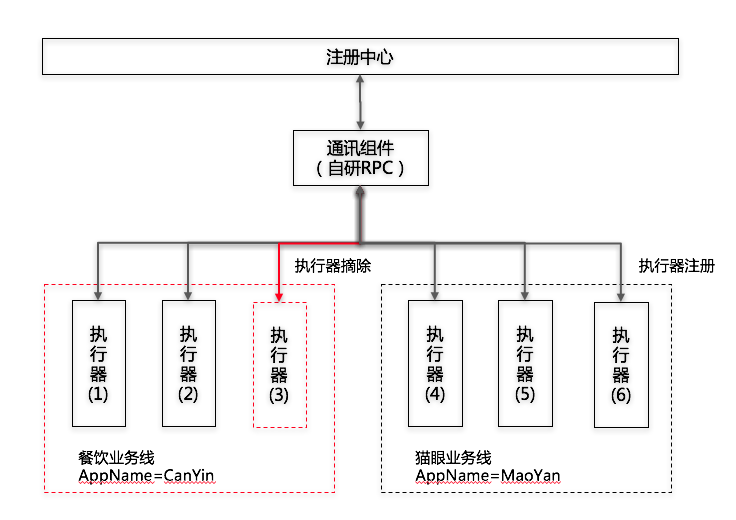 注册中心
通讯组件
（自研RPC）
执行器摘除
执行器注册
执行器(1)
执行器(2)
执行器(3)
执行器(4)
执行器(5)
执行器(6)
餐饮业务线
AppName=CanYin
猫眼业务线
AppName=MaoYan